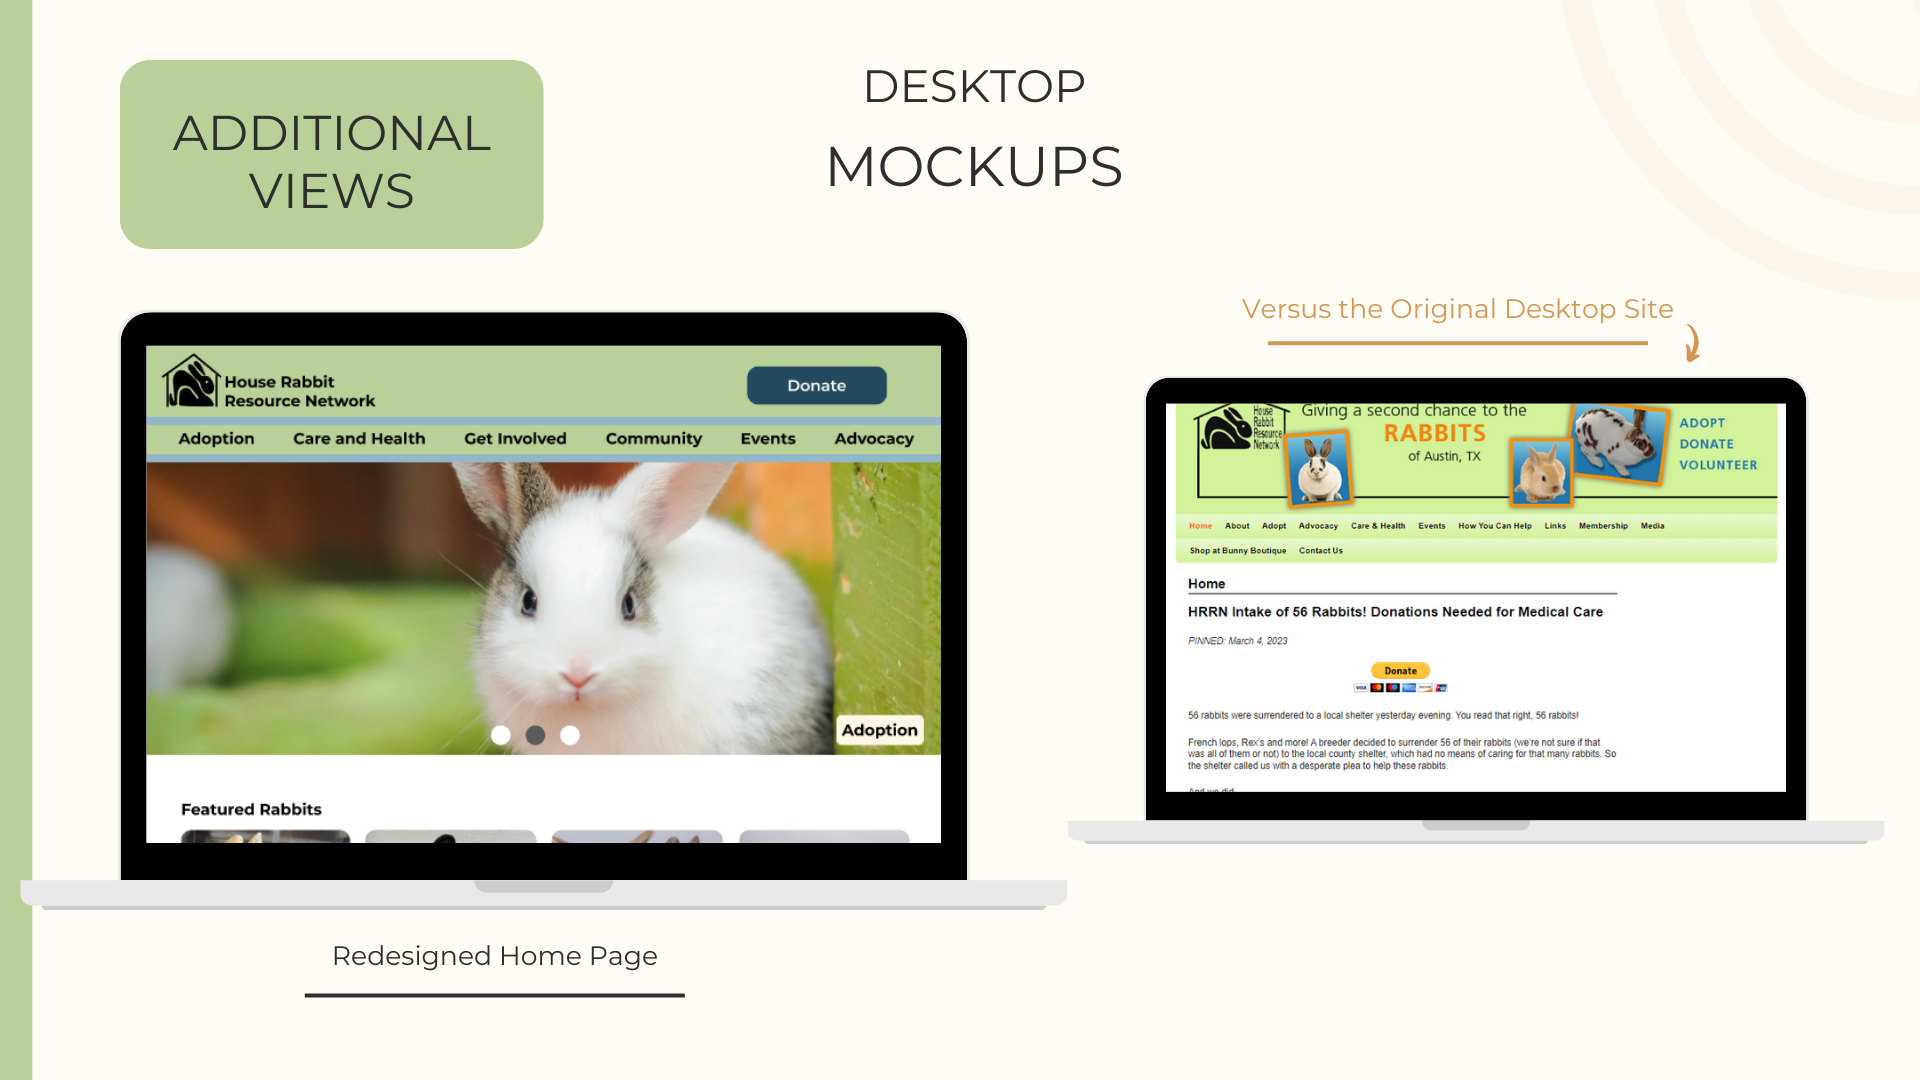 ADDITIONAL
VIEWS
DESKTOP
MOCKUPS
House Rabbit
Resource Network
Donate
Adoption Care and Health Get Involved Community Events Advocacy
Adoption
Featured Rabbits
Redesigned Home Page
Versus the Original Desktop Site
House
Rabbit
Resource
Network
Giving a second chance to the
RABBITS
of Austin, TX
ADOPT
DONATE
VOLUNTEER
Home About Adopt Advocacy Care & Health Events How You Can Help Links Membership Media
Shop at Bunny Boutique Contact Us
Home
HRRN Intake of 56 Rabbits! Donations Needed for Medical Care
PINNED: March 4, 2023
Donate
VISA
56 rabbits were surrendered to a local shelter yesterday evening. You read that right, 56 rabbits!
French lops, Rex's and more! A breeder decided to surrender 56 of their rabbits (we're not sure if that
was all of them or not) to the local county shelter, which had no means of caring for that many rabbits. So
the shelter called us with a desperate plea to help these rabbits.
And we did